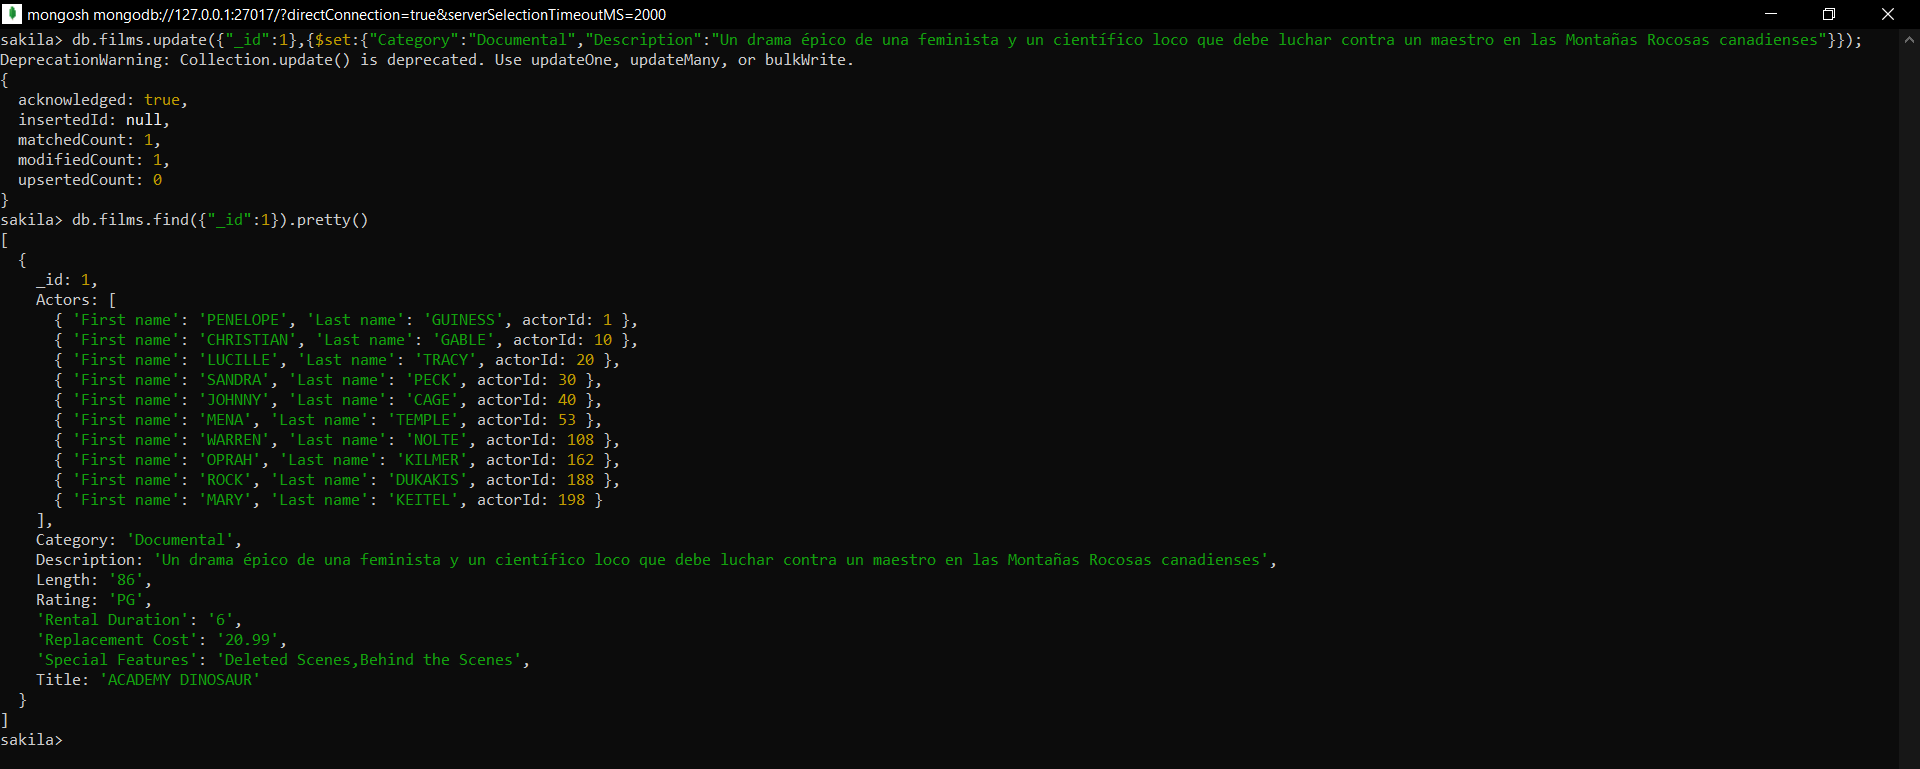 mongosh mongodb://127.0.0.1:27017/?directConnection=true&serverSelectionTimeoutMS=2000
sakila> db.films.update({"_id":1},{$set:{"Category":"Documental","Description":"Un drama épico de una feminista y un científico loco que debe luchar contra un maestro en las Montañas Rocosas canadienses"}});
DeprecationWarning: Collection.update() is deprecated. Use updateOne, updateMany, or bulkWrite.
{
  acknowledged: true,
  insertedId: null,
  matchedCount: 1,
  modifiedCount: 1,
  upsertedCount: 0
}
sakila> db.films.find({"_id":1}).pretty()
[
  {
    _id: 1,
    Actors: [
      { 'First name': 'PENELOPE', 'Last name': 'GUINESS', actorId: 1 },
      { 'First name': 'CHRISTIAN', 'Last name': 'GABLE', actorId: 10 },
      { 'First name': 'LUCILLE', 'Last name': 'TRACY', actorId: 20 },
      { 'First name': 'SANDRA', 'Last name': 'PECK', actorId: 30 },
      { 'First name': 'JOHNNY', 'Last name': 'CAGE', actorId: 40 },
      { 'First name': 'MENA', 'Last name': 'TEMPLE', actorId: 53 },
      { 'First name': 'WARREN', 'Last name': 'NOLTE', actorId: 108 },
      { 'First name': 'OPRAH', 'Last name': 'KILMER', actorId: 162 },
      { 'First name': 'ROCK', 'Last name': 'DUKAKIS', actorId: 188 },
      { 'First name': 'MARY', 'Last name': 'KEITEL', actorId: 198 }
    ],
    Category: 'Documental',
    Description: 'Un drama épico de una feminista y un científico loco que debe luchar contra un maestro en las Montañas Rocosas canadienses',
    Length: '86',
    Rating: 'PG',
    'Rental Duration': '6',
    'Replacement Cost': '20.99',
    'Special Features': 'Deleted Scenes,Behind the Scenes',
    Title: 'ACADEMY DINOSAUR'
  }
]
sakila>